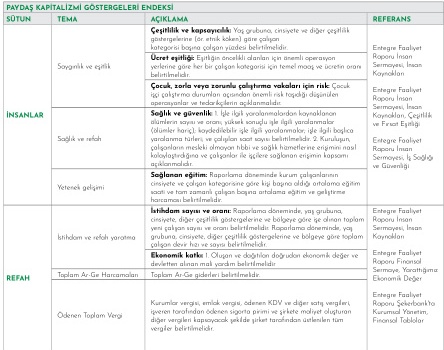 PAYDAŞ KAPİTALİZMİ GÖSTERGELERİ ENDEKSİ
SÜTUN TEMA AÇIKLAMA REFERANS
İNSANLAR
Saygınlık ve eşitlik
Çeşitlilik ve kapsayıcılık: Yaş grubuna, cinsiyete ve diğer çeşitlilik
göstergelerine (ör. etnik köken) göre çalışan
kategorisi başına çalışan yüzdesi belirtilmelidir.
Ücret eşitliği: Eşitliğin öncelikli alanları için önemli operasyon
yerlerine göre her bir çalışan kategorisi için temel maaş ve ücretin oranı
belirtilmelidir.
Çocuk, zorla veya zorunlu çalıştırma vakaları için risk: Çocuk
işçi çalıştırma durumları açısından önemli risk taşıdığı düşünülen
operasyonlar ve tedarikçilerin açıklanmalıdır.
Sağlık ve refah
Sağlık ve güvenlik: 1. İşle ilgili yaralanmalardan kaynaklanan
ölümlerin sayısı ve oranı; yüksek sonuçlu işle ilgili yaralanmalar
(ölümler hariç); kaydedilebilir işle ilgili yaralanmalar; işle ilgili başlıca
yaralanma türleri; ve çalışılan saat sayısı belirtilmelidir. 2. Kuruluşun,
çalışanların mesleki olmayan tıbbi ve sağlık hizmetlerine erişimini nasıl
kolaylaştırdığına ve çalışanlar ile işçilere sağlanan erişimin kapsamı
açıklanmalıdır.
Yetenek gelişimi
Sağlanan eğitim: Raporlama döneminde kurum çalışanlarının
cinsiyete ve çalışan kategorisine göre kişi başına aldığı ortalama eğitim
saati ve tam zamanlı çalışan başına ortalama eğitim ve geliştirme
harcaması belirtilmelidir.
Entegre Faaliyet
Raporu İnsan
Sermayesi, İnsan
Kaynakları
Entegre Faaliyet
Raporu İnsan
Sermayesi, İnsan
Kaynakları, Çeşitlilik
ve Fırsat Eşitliği
Entegre Faaliyet
Raporu İnsan
Sermayesi, İş Sağlığı
ve Güvenliği
REFAH
İstihdam ve refah yaratma
İstihdam sayısı ve oranı: Raporlama döneminde, yaş grubuna,
cinsiyete, diğer çeşitlilik göstergelerine ve bölgeye göre işe alınan toplam
yeni çalışan sayısı ve oranı belirtilmelidir. Raporlama döneminde, yaş
grubuna, cinsiyete, diğer çeşitlilik göstergelerine ve bölgeye göre toplam
çalışan devir hızı ve sayısı belirtilmelidir.
Ekonomik katkı: 1. Oluşan ve dağıtılan doğrudan ekonomik değer ve
devletten alınan mali yardım belirtilmelidir
Toplam Ar-Ge Harcamaları Toplam Ar-Ge giderleri belirtilmelidir.
Ödenen Toplam Vergi
Kurumlar vergisi, emlak vergisi, ödenen KDV ve diğer satış vergileri,
işveren tarafından ödenen sigorta pirimi ve şirkete maliyet oluşturan
diğer vergileri kapsayacak şekilde şirket tarafından üstlenilen tüm
vergiler belirtilmelidir.
Entegre Faaliyet
Raporu İnsan
Sermayesi, İnsan
Kaynakları
Entegre Faaliyet
Raporu Finansal
Sermaye, Yarattığımız
Ekonomik Değer
Entegre Faaliyet
Raporu Şekerbank'ta
Kurumsal Yönetim,
Finansal Tablolar